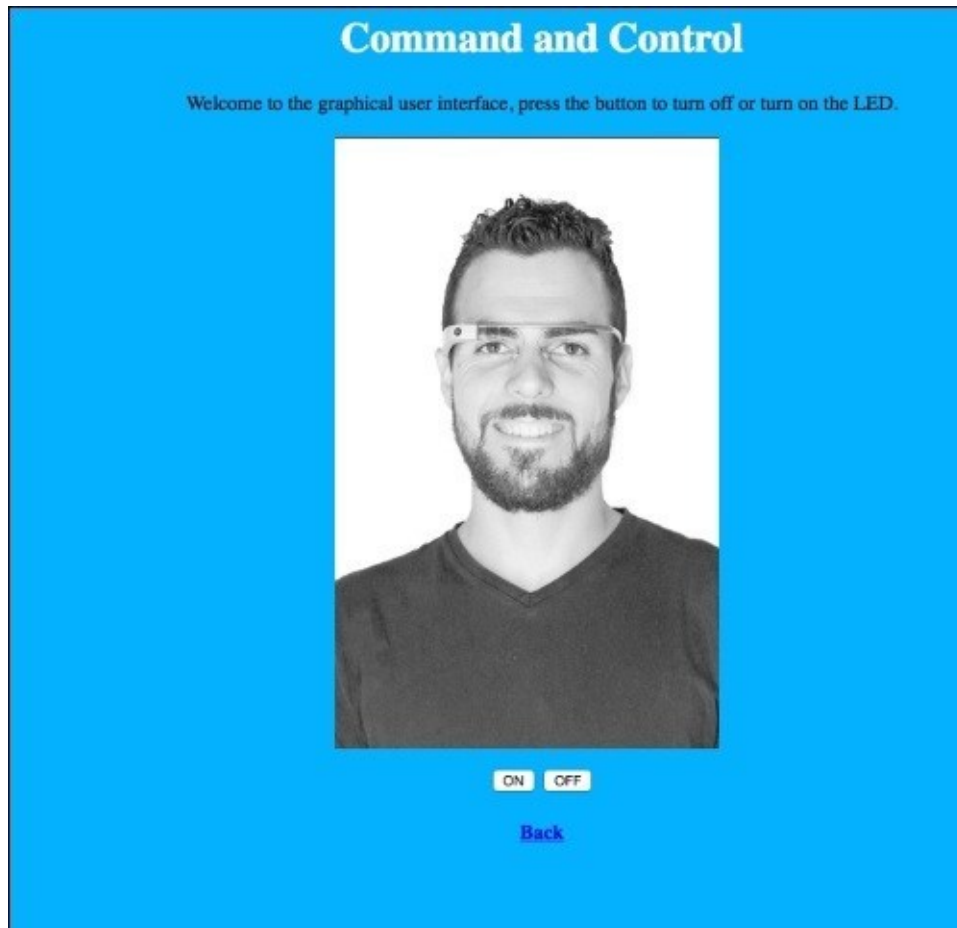 Command and Control
Welcome to the graphical user interface, press the button to turn off or turn on the LED.
ON OFF
Back